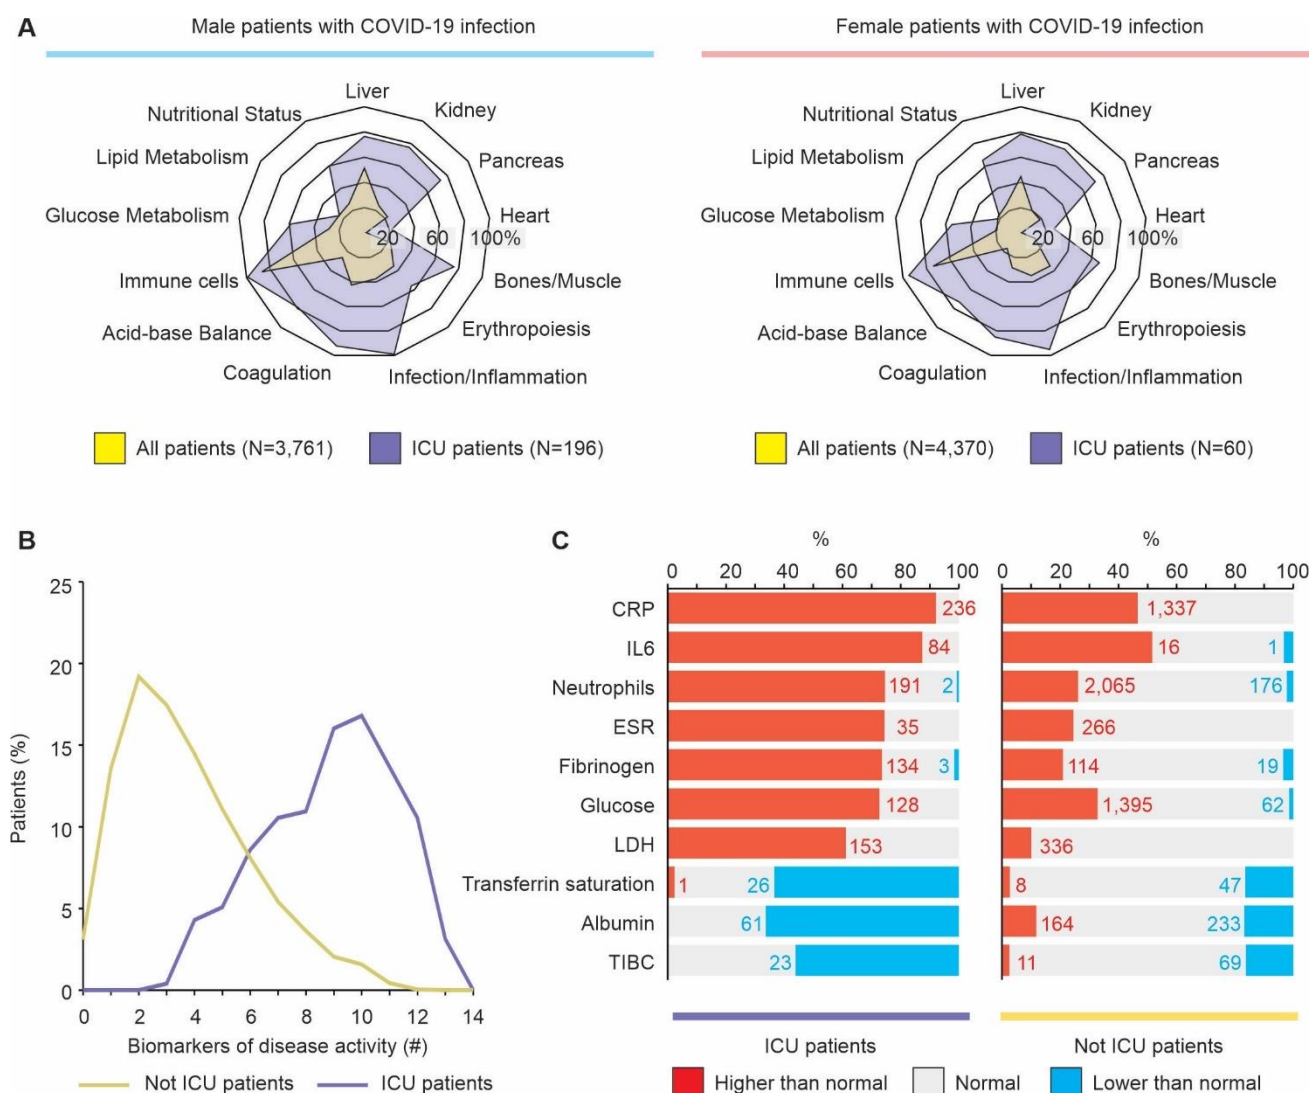 A
Male patients with COVID-19 infection
Female patients with COVID-19 infection
Liver
Kidney
Pancreas
Heart
Bones/Muscle
Erythropoiesis
Infection/Inflammation
Coagulation
Acid-base Balance
Immune cells
Glucose Metabolism
Lipid Metabolism
Nutritional Status
20 60 100%
All patients (N=3,761)
ICU patients (N=196)
Liver
Kidney
Pancreas
Heart
Bones/Muscle
Erythropoiesis
Infection/Inflammation
Coagulation
Acid-base Balance
Immune cells
Glucose Metabolism
Lipid Metabolism
Nutritional Status
20 60 100%
All patients (N=4,370)
ICU patients (N=60)
B
Patients (%)
25
20
15
10
5
0
0 2 4 6 8 10 12 14
Biomarkers of disease activity (#)
Not ICU patients
ICU patients
C
% %
0 20 40 60 80 100 0 20 40 60 80 100
CRP 236 1,337
IL6 84 16 1
Neutrophils 191 2 2,065 176
ESR 35 266
Fibrinogen 134 3 114 19
Glucose 128 1,395 62
LDH 153 336
Transferrin saturation 1 26 8 47
Albumin 61 164 233
TIBC 23 11 69
ICU patients Not ICU patients
Higher than normal Normal Lower than normal